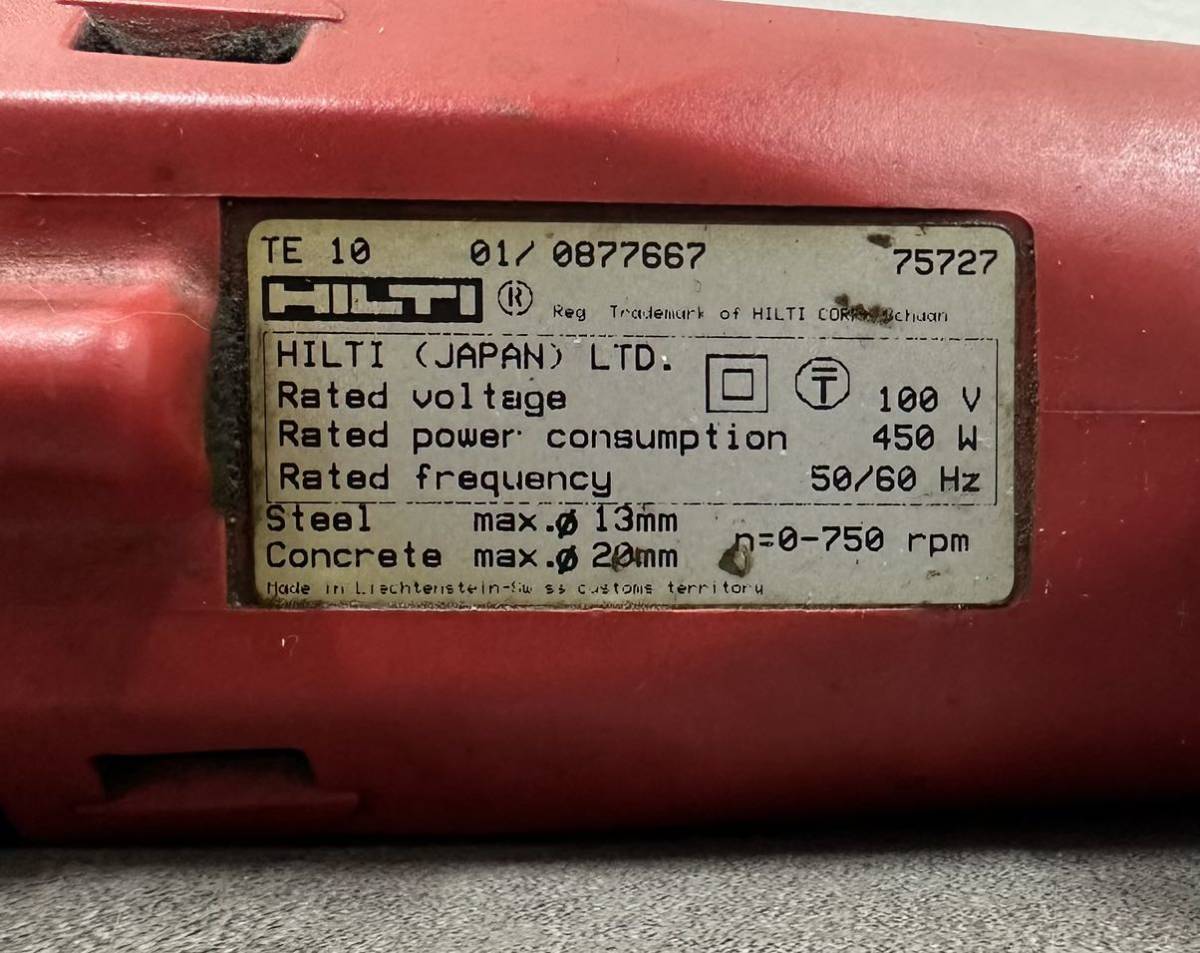 TE 10 01/ 0877667 75727
HILTI ® Reg Trademark of HILTI Schaan
HILTI (JAPAN) LTD.
Rated voltage 100 V
Rated power consumption 450 W
Rated frequency 50/60 Hz
Steel max.ø 13mm
Concrete max.ø 20mm n=0-750 rpm
Made in Liechtenstein-Swiss customs territory